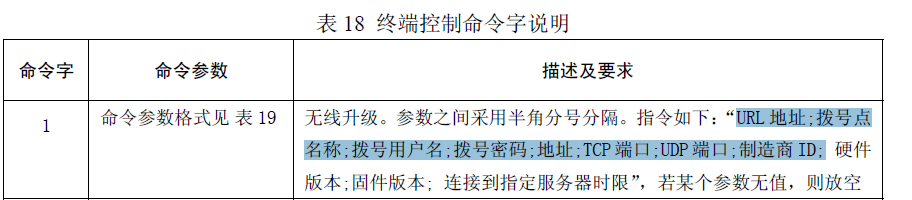 表 18 终端控制命令字说明
命令字 命令参数 描述及要求
1 命令参数格式见 表 19 无线升级。参数之间采用半角分号分隔。指令如下:“URL 地址;拨号点
名称;拨号用户名;拨号密码;地址;TCP 端口;UDP 端口;制造商 ID; 硬件
版本;固件版本; 连接到指定服务器时限”,若某个参数无值,则放空